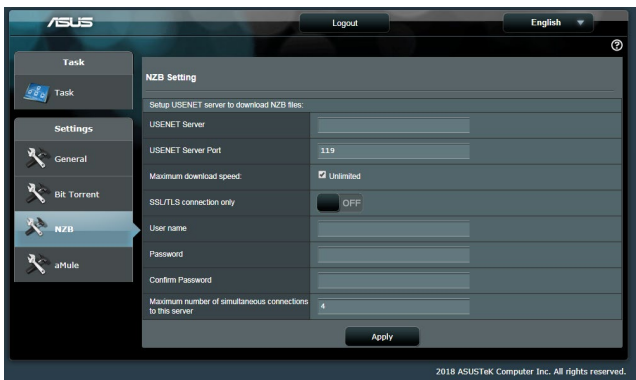 ASUS
Logout
English
Task
Task
Settings
General
Bit Torrent
NZB
aMule
NZB Setting
Setup USENET server to download NZB files:
USENET Server
USENET Server Port
119
Maximum download speed:
Unlimited
SSL/TLS connection only
OFF
User name
Password
Confirm Password
Maximum number of simultaneous connections
to this server
4
Apply
2018 ASUSTeK Computer Inc. All rights reserved.